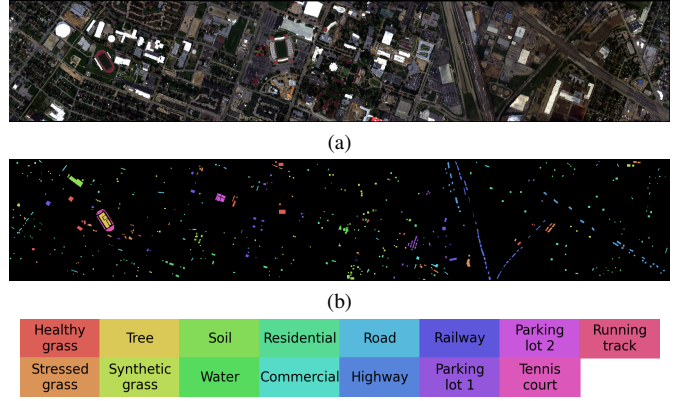 (a)
(b)
Healthy grass
Tree
Soil
Residential
Road
Railway
Parking lot 2
Running track
Stressed grass
Synthetic grass
Water
Commercial
Highway
Parking lot 1
Tennis court